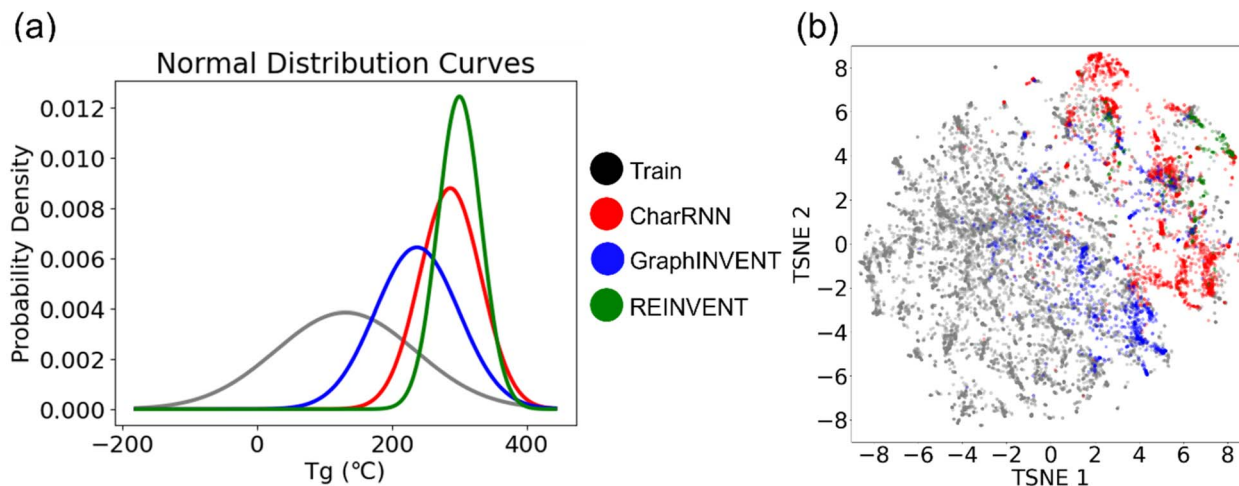 (a)
Normal Distribution Curves
Probability Density
0.012
0.010
0.008
0.006
0.004
0.002
0.000
−200
0
200
400
Tg (°C)
Train
CharRNN
GraphINVENT
REINVENT
(b)
TSNE 2
8
6
4
2
0
−2
−4
−6
−8
−8
−6
−4
−2
0
2
4
6
8
TSNE 1